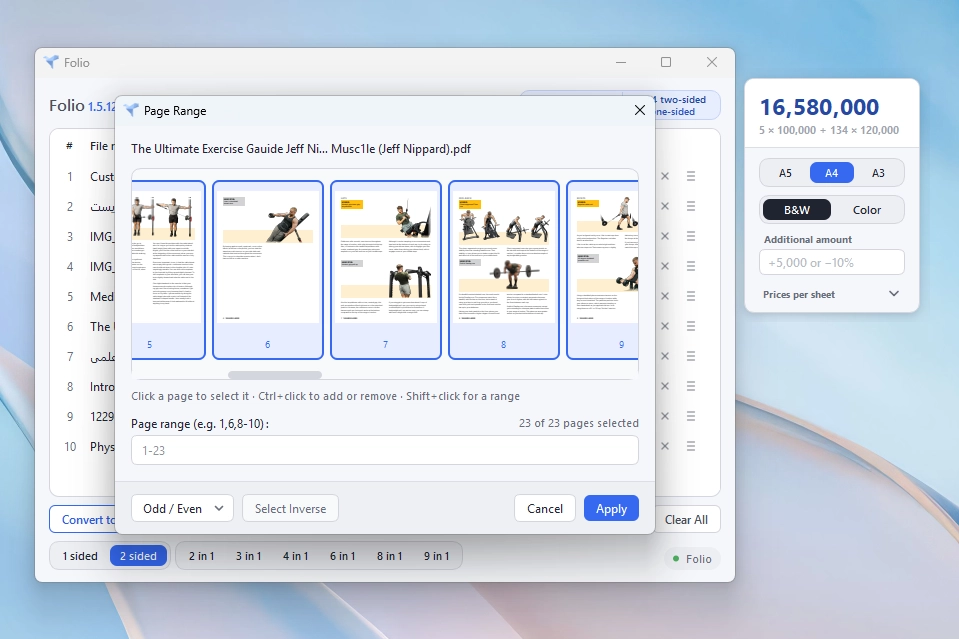 Folio
Folio 1.5.12
two-sided
one-sided
# File n
1 Cust
2 یست
3 IMG_
4 IMG_
5 Med
6 The U
7 علمی
8 Intro
9 1229
10 Phys
Page Range
The Ultimate Exercise Gauide Jeff Ni... Musc1le (Jeff Nippard).pdf
5 6 7 8 9
Click a page to select it · Ctrl+click to add or remove · Shift+click for a range
Page range (e.g. 1,6,8-10): 23 of 23 pages selected
1-23
Odd / Even Select Inverse Cancel Apply
Convert to Clear All
1 sided 2 sided 2 in 1 3 in 1 4 in 1 6 in 1 8 in 1 9 in 1 Folio
16,580,000
5 × 100,000 + 134 × 120,000
A5 A4 A3
B&W Color
Additional amount
+5,000 or −10%
Prices per sheet